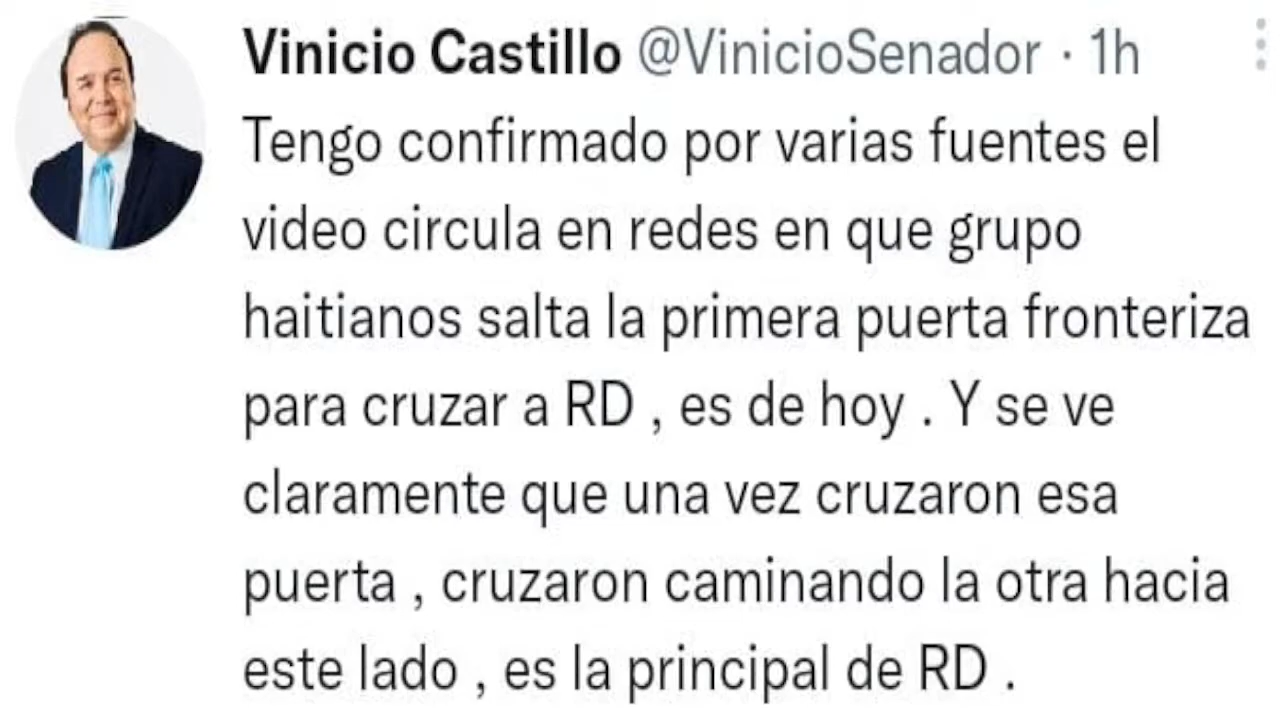 Vinicio Castillo @VinicioSenador · 1h
Tengo confirmado por varias fuentes el
video circula en redes en que grupo
haitianos salta la primera puerta fronteriza
para cruzar a RD , es de hoy . Y se ve
claramente que una vez cruzaron esa
puerta , cruzaron caminando la otra hacia
este lado , es la principal de RD .